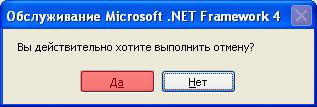 Обслуживание Microsoft .NET Framework 4
Вы действительно хотите выполнить отмену?
Да Нет